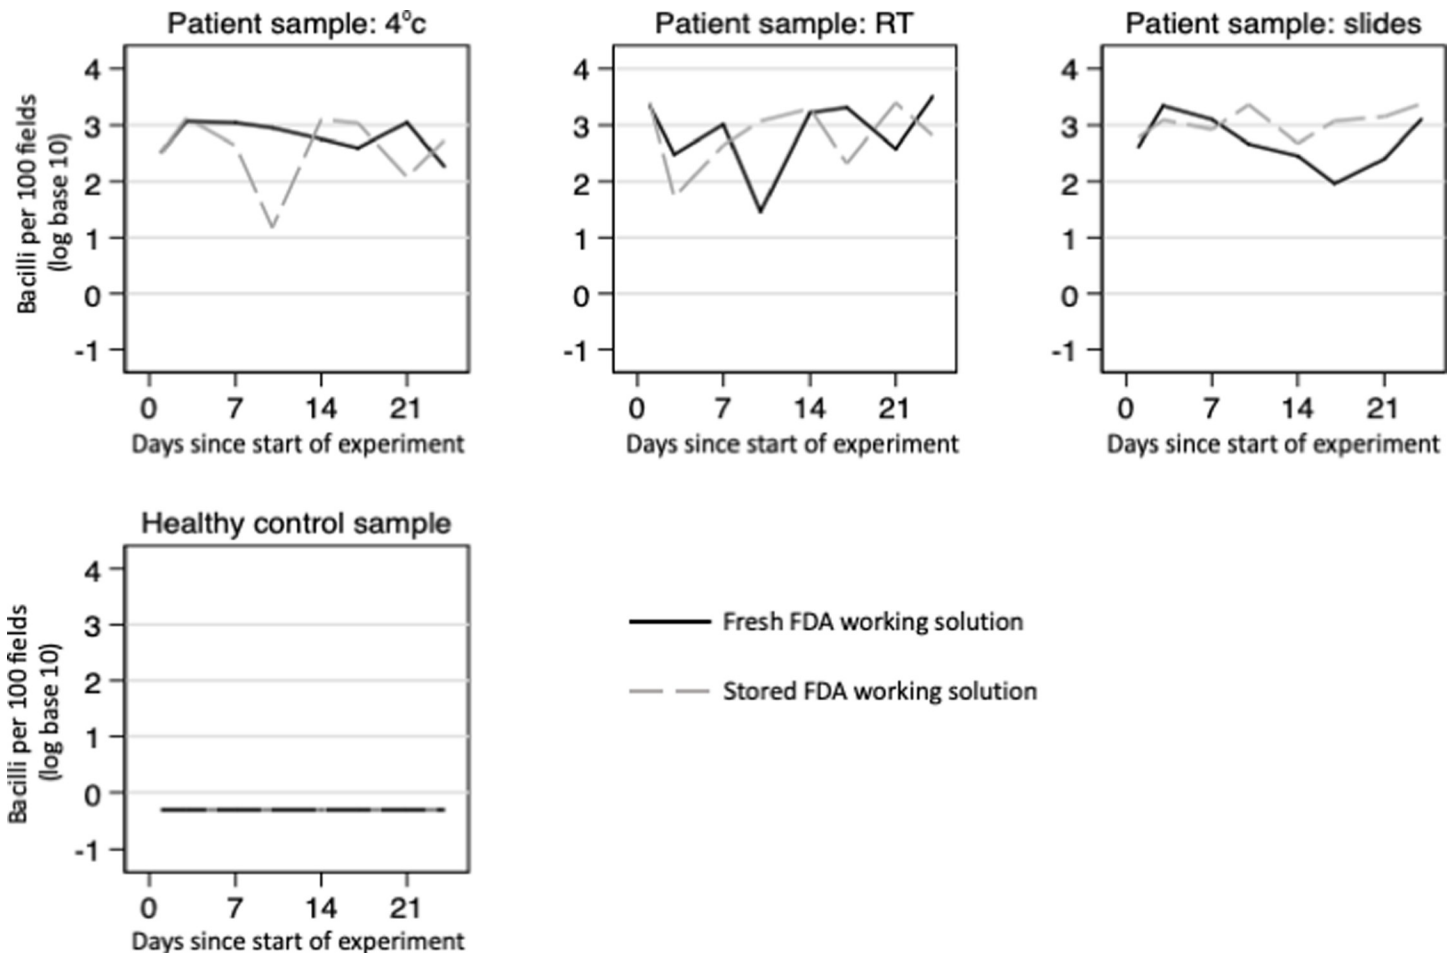 Patient sample: 4°c
Bacilli per 100 fields
(log base 10)
4
3
2
1
0
-1
0 7 14 21
Days since start of experiment
Patient sample: RT
4
3
2
1
0
-1
0 7 14 21
Days since start of experiment
Patient sample: slides
4
3
2
1
0
-1
0 7 14 21
Days since start of experiment
Healthy control sample
Bacilli per 100 fields
(log base 10)
4
3
2
1
0
-1
0 7 14 21
Days since start of experiment
Fresh FDA working solution
Stored FDA working solution